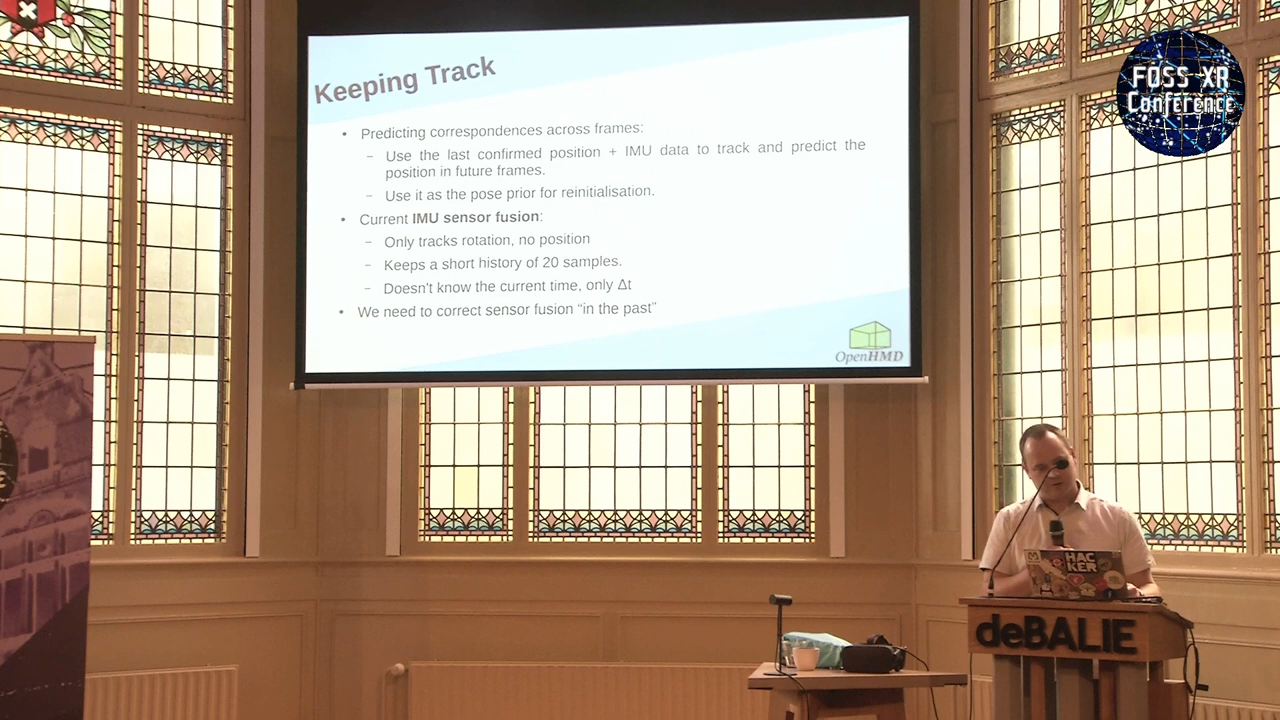 Keeping Track
• Predicting correspondences across frames:
– Use the last confirmed position + IMU data to track and predict the
position in future frames.
– Use it as the pose prior for reinitialisation.
• Current IMU sensor fusion:
– Only tracks rotation, no position
– Keeps a short history of 20 samples.
– Doesn't know the current time, only Δt
• We need to correct sensor fusion “in the past”
OpenHMD
FOSS XR
Conference
HAC
KER
deBALIE